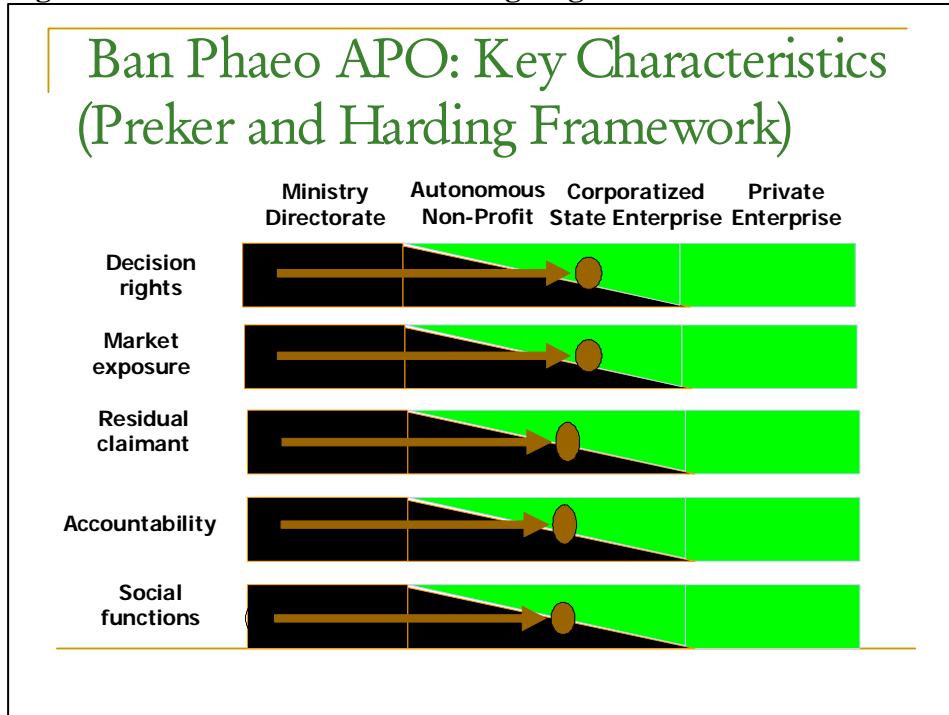 Ban Phaeo APO: Key Characteristics
(Preker and Harding Framework)
Ministry Directorate
Autonomous Non-Profit
Corporatized State Enterprise
Private Enterprise
Decision
rights
Market
exposure
Residual
claimant
Accountability
Social
functions